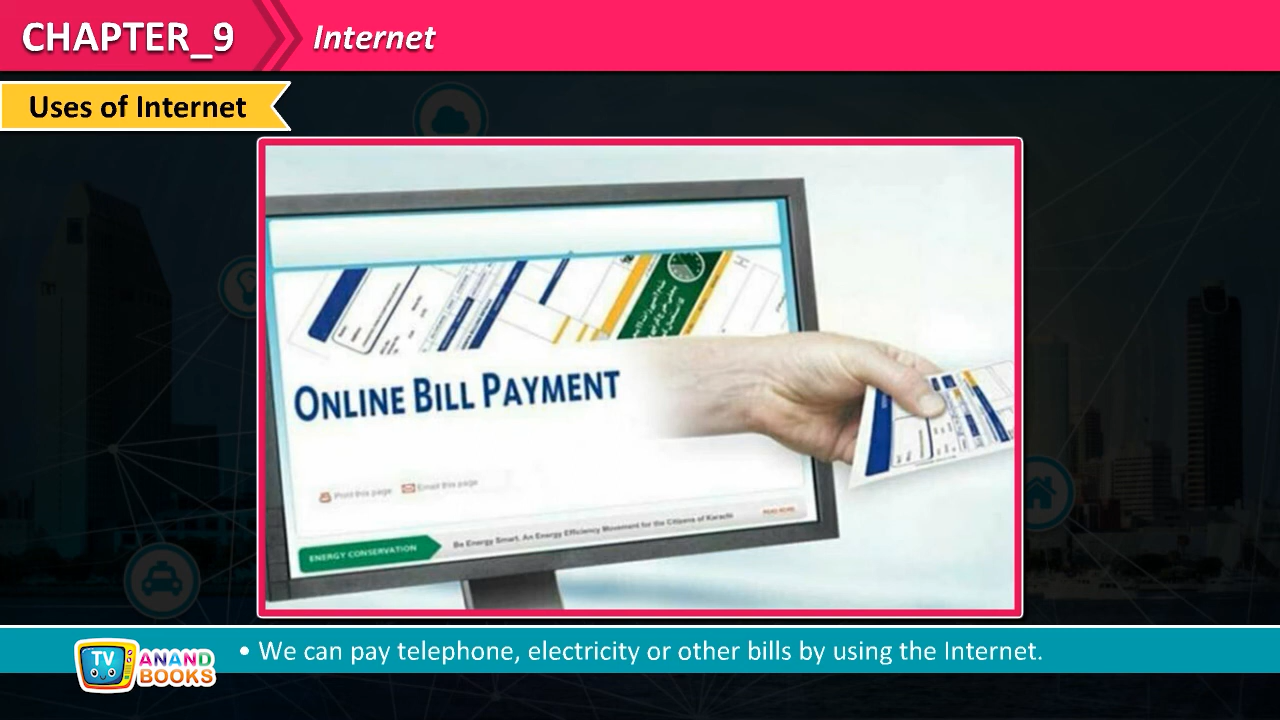 CHAPTER_9
Internet
Uses of Internet
ONLINE BILL PAYMENT
Print this page
Email this page
ENERGY CONSERVATION
Be Energy Smart, An Energy Efficiency Movement for the Citizens of Karachi
READ MORE
• We can pay telephone, electricity or other bills by using the Internet.
TV
ANAND
BOOKS